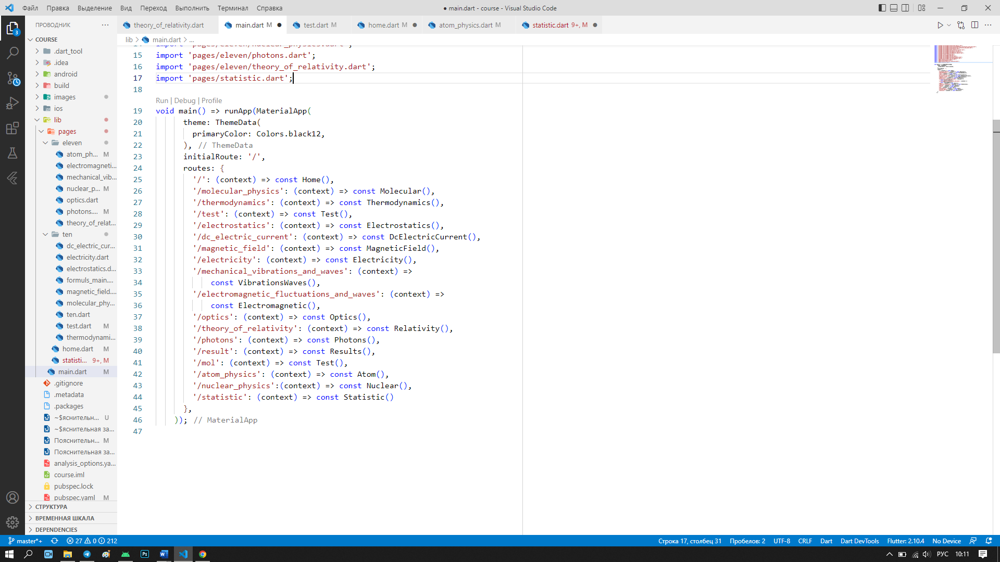 Файл Правка Выделение Вид Переход Выполнить Терминал Справка
● main.dart - course - Visual Studio Code
ПРОВОДНИК ···
theory_of_relativity.dart
main.dart M ●
test.dart M
home.dart M ●
atom_physics.dart M
statistic.dart 9+, M ●
lib > main.dart > ...
3
COURSE
.dart_tool
.idea
android
build
images
ios
lib
pages
eleven
atom_ph... M
electromagneti...
mechanical_vib...
nuclear_p... M
optics.dart
photons.... M
theory_of_relat...
ten
dc_electric_cur...
electricity.dart
electrostatics.d...
formuls_main....
magnetic_field....
molecular_phy...
ten.dart
test.dart M
thermodynami...
home.dart M
statisti... 9+, M
main.dart M
.gitignore
.metadata
.packages
~$яснительн... U
~$яснительная за...
Пояснительн... M
Пояснительная за...
analysis_options.ya...
course.iml
pubspec.lock
pubspec.yaml M
СТРУКТУРА
ВРЕМЕННАЯ ШКАЛА
DEPENDENCIES
14 import 'pages/eleven/nuclear_physics.dart';
15 import 'pages/eleven/photons.dart';
16 import 'pages/eleven/theory_of_relativity.dart';
17 import 'pages/statistic.dart';
18
Run | Debug | Profile
19 void main() => runApp(MaterialApp(
20 theme: ThemeData(
21 primaryColor: Colors.black12,
22 ), // ThemeData
23 initialRoute: '/',
24 routes: {
25 '/': (context) => const Home(),
26 '/molecular_physics': (context) => const Molecular(),
27 '/thermodynamics': (context) => const Thermodynamics(),
28 '/test': (context) => const Test(),
29 '/electrostatics': (context) => const Electrostatics(),
30 '/dc_electric_current': (context) => const DcElectricCurrent(),
31 '/magnetic_field': (context) => const MagneticField(),
32 '/electricity': (context) => const Electricity(),
33 '/mechanical_vibrations_and_waves': (context) =>
34 const VibrationsWaves(),
35 '/electromagnetic_fluctuations_and_waves': (context) =>
36 const Electromagnetic(),
37 '/optics': (context) => const Optics(),
38 '/theory_of_relativity': (context) => const Relativity(),
39 '/photons': (context) => const Photons(),
40 '/result': (context) => const Results(),
41 '/mol': (context) => const Test(),
42 '/atom_physics': (context) => const Atom(),
43 '/nuclear_physics':(context) => const Nuclear(),
44 '/statistic': (context) => const Statistic()
45 },
46 )); // MaterialApp
47
master*+ 27 0 212
Строка 17, столбец 31 Пробелов: 2 UTF-8 CRLF Dart Dart DevTools Flutter: 2.10.4 No Device
Ps
РУС 10:11